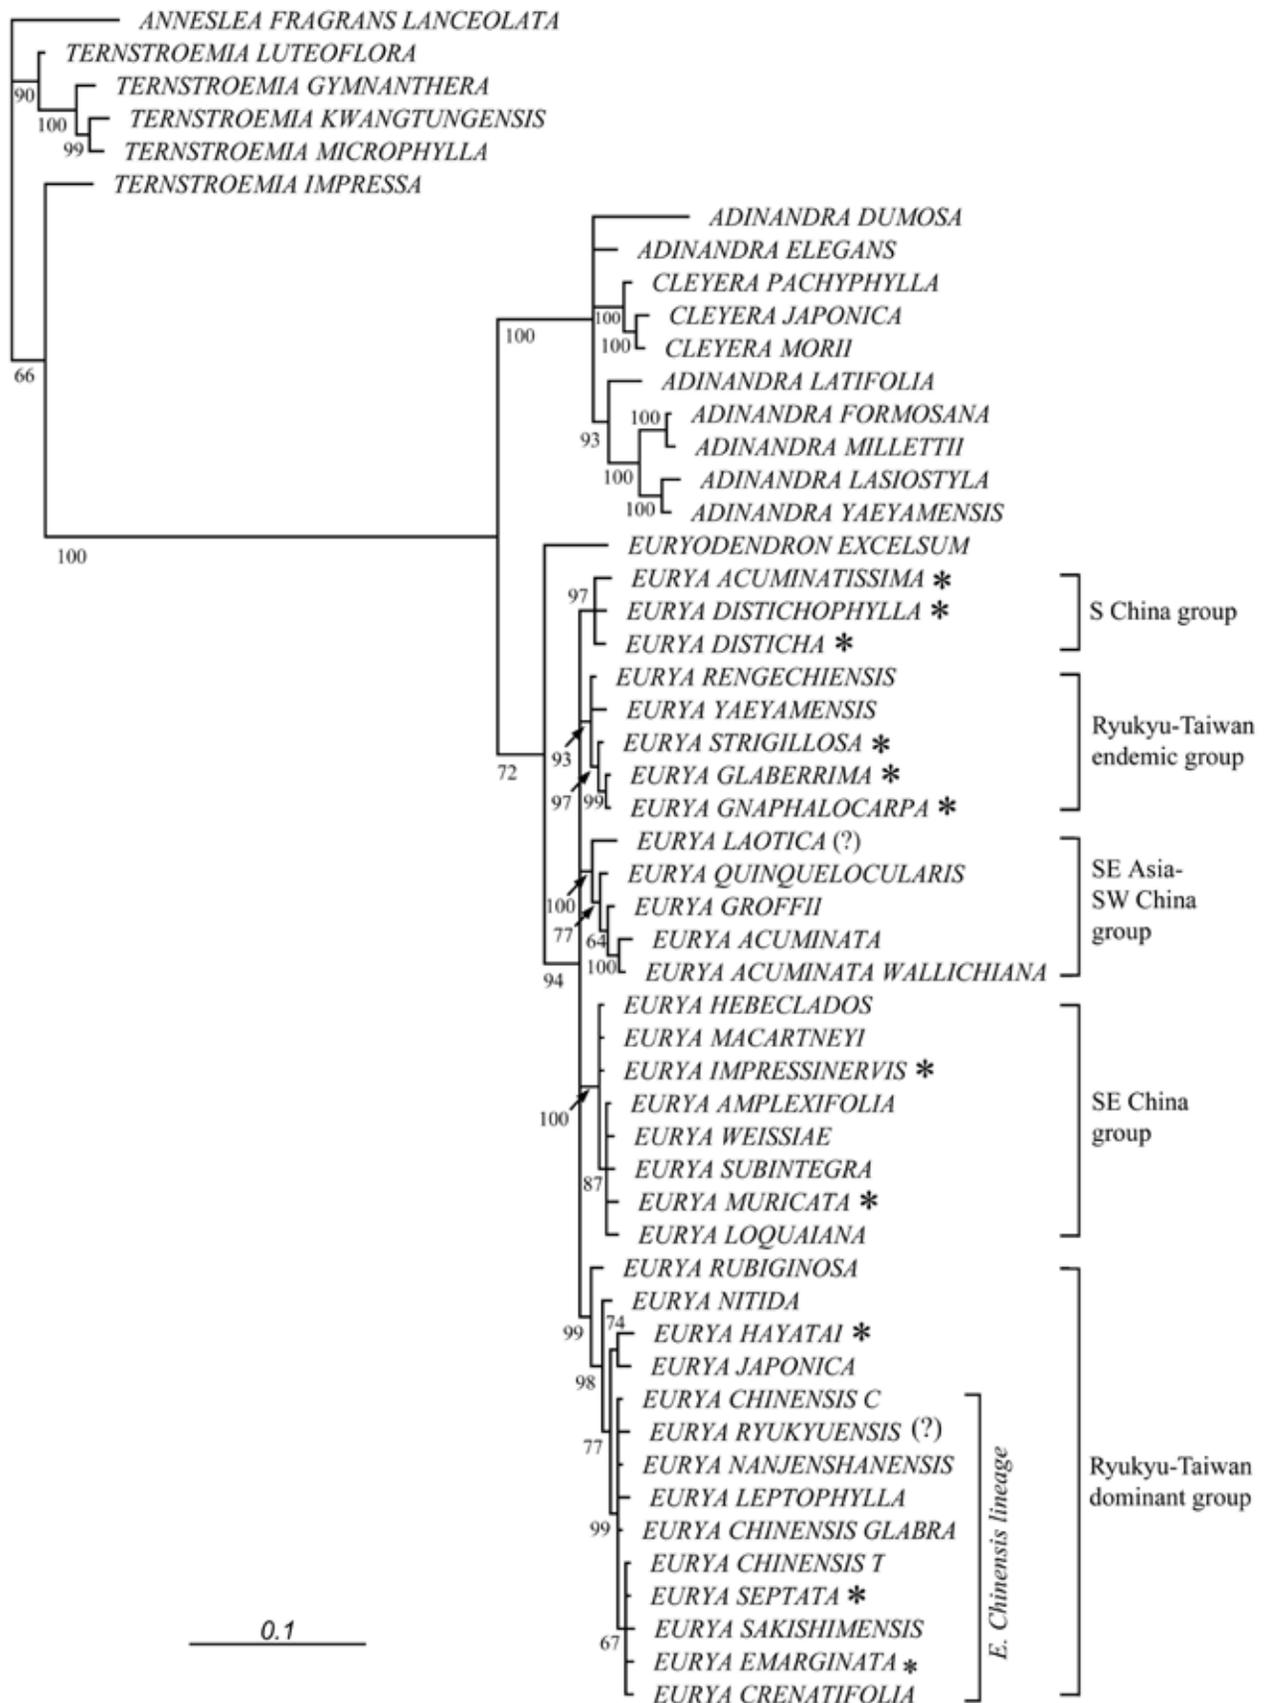 ANNESLEA FRAGRANS LANCEOLATA
TERNSTROEMIA LUTEOFLORA
TERNSTROEMIA GYMNANTHERA
90
TERNSTROEMIA KWANGTUNGENSIS
100
TERNSTROEMIA MICROPHYLLA
99
TERNSTROEMIA IMPRESSA
ADINANDRA DUMOSA
ADINANDRA ELEGANS
CLEYERA PACHYPHYLLA
100
CLEYERA JAPONICA
100
100
CLEYERA MORII
66
ADINANDRA LATIFOLIA
100
ADINANDRA FORMOSANA
93
ADINANDRA MILLETTII
100
ADINANDRA LASIOSTYLA
100
ADINANDRA YAEYAMENSIS
EURYODENDRON EXCELSUM
100
EURYA ACUMINATISSIMA *
97
EURYA DISTICHOPHYLLA *
S China group
EURYA DISTICHA *
EURYA RENGECHIENSIS
EURYA YAEYAMENSIS
Ryukyu-Taiwan
endemic group
EURYA STRIGILLOSA *
93
72
EURYA GLABERRIMA *
97
99
EURYA GNAPHALOCARPA *
EURYA LAOTICA (?)
EURYA QUINQUELOCULARIS
SE Asia-
SW China
group
100
EURYA GROFFII
77
64
EURYA ACUMINATA
100
EURYA ACUMINATA WALLICHIANA
94
EURYA HEBECLADOS
EURYA MACARTNEYI
EURYA IMPRESSINERVIS *
EURYA AMPLEXIFOLIA
SE China
group
100
EURYA WEISSIAE
EURYA SUBINTEGRA
87
EURYA MURICATA *
EURYA LOQUAIANA
EURYA RUBIGINOSA
EURYA NITIDA
74
99
EURYA HAYATAI *
EURYA JAPONICA
98
EURYA CHINENSIS C
EURYA RYUKYUENSIS (?)
77
EURYA NANJENSHANENSIS
Ryukyu-Taiwan
dominant group
EURYA LEPTOPHYLLA
99
EURYA CHINENSIS GLABRA
E. Chinensis lineage
EURYA CHINENSIS T
EURYA SEPTATA *
EURYA SAKISHIMENSIS
67
EURYA EMARGINATA *
EURYA CRENATIFOLIA
0.1